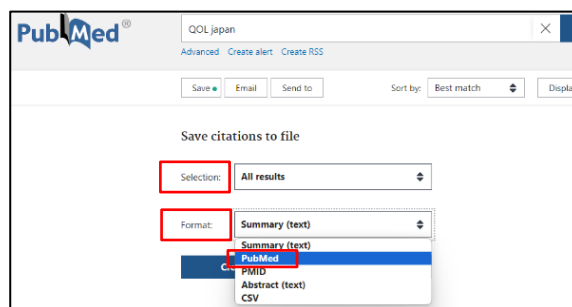 PubMed®
QOL japan
Advanced Create alert Create RSS
Save Email Send to Sort by: Best match
Save citations to file
Selection: All results
Format: Summary (text)
Summary (text)
PubMed
PMID
Abstract (text)
CSV